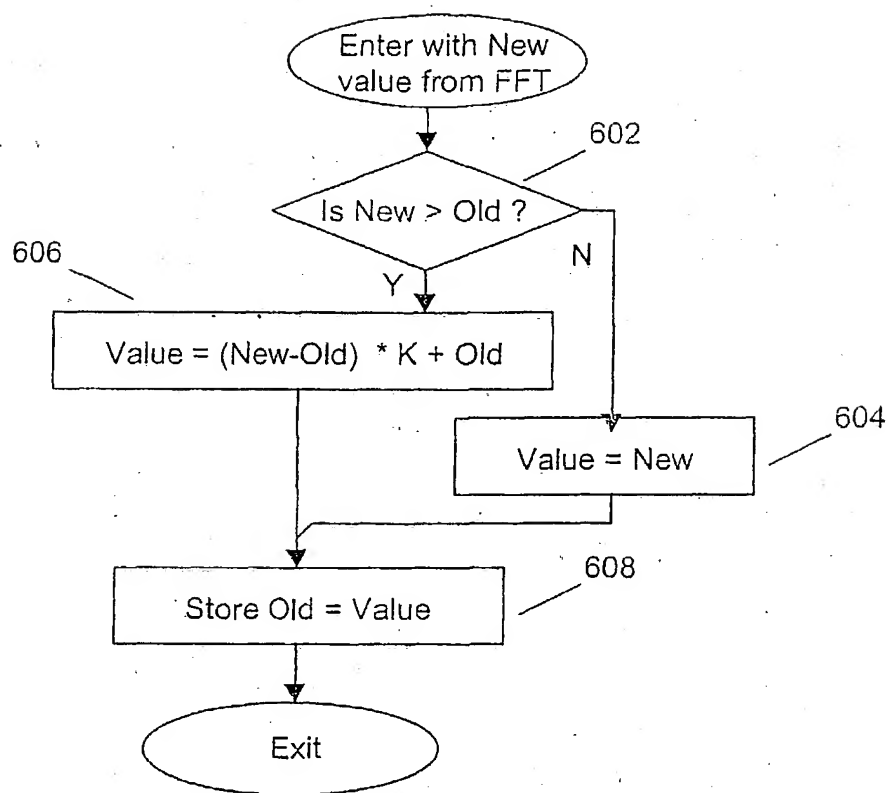 Enter with New
value from FFT
602
Is New > Old ?
N
Y
606
Value = (New-Old) * K + Old
604
Value = New
608
Store Old = Value
Exit